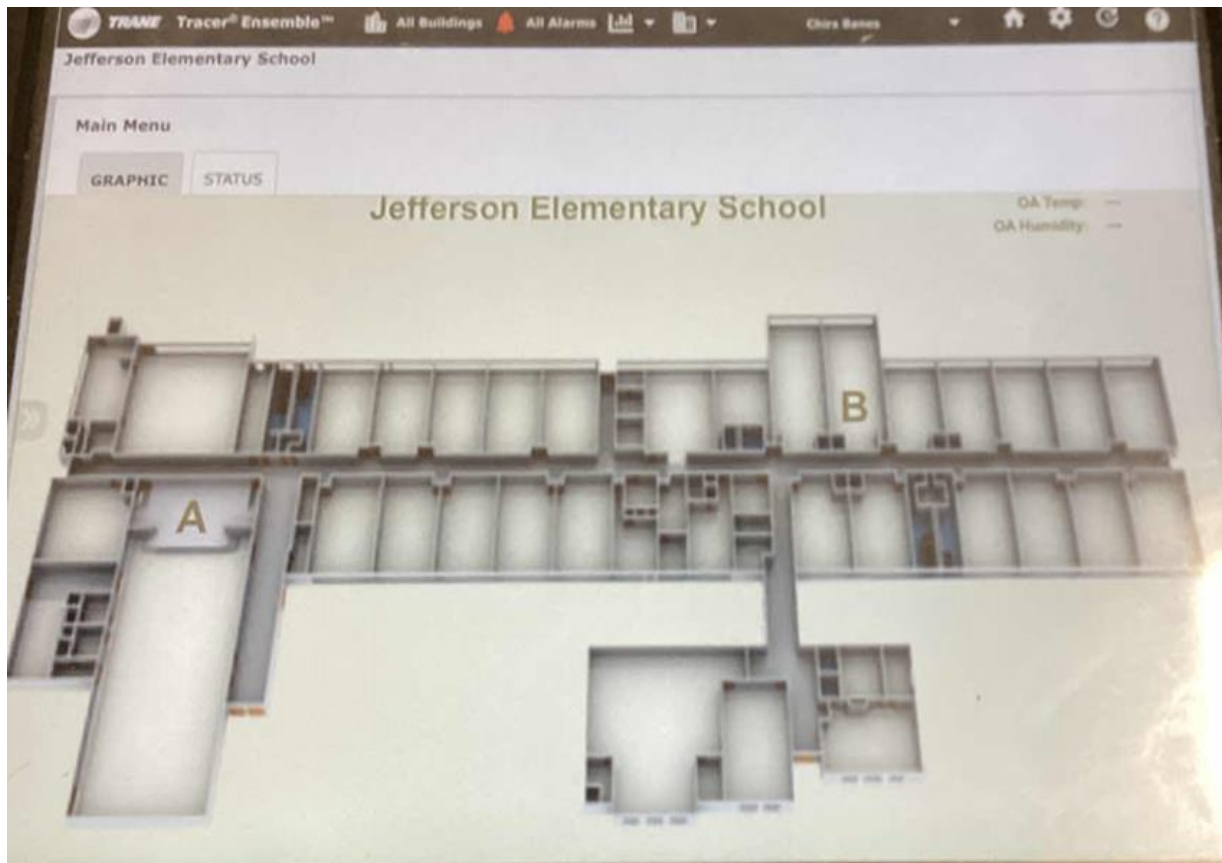 TRANE Tracer® Ensemble™ All Buildings All Alarms Chirs Banes
Jefferson Elementary School
Main Menu
GRAPHIC STATUS
Jefferson Elementary School
OA Temp: ---
OA Humidity: ---
B
A